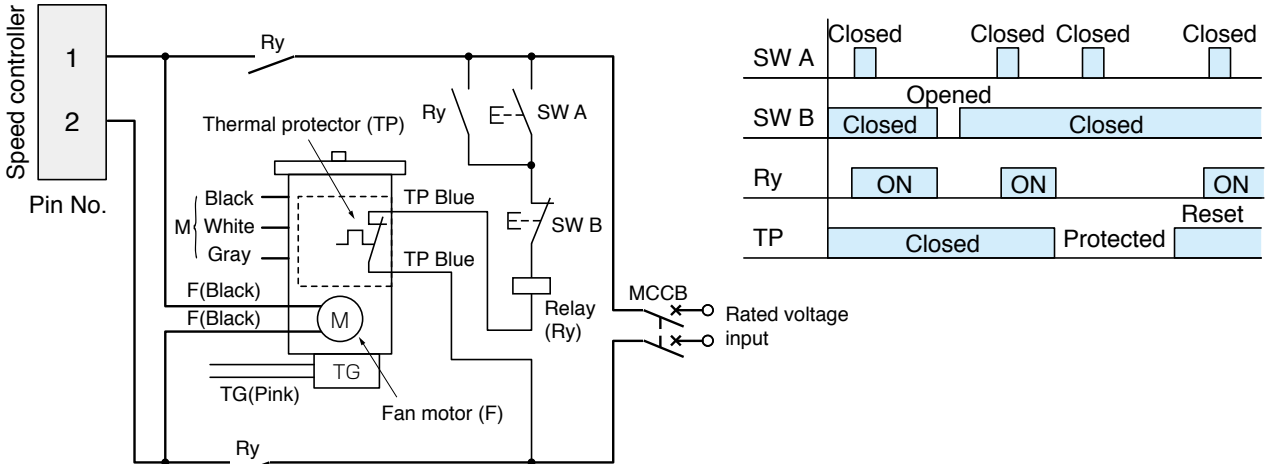 Speed controller
1
2
Pin No.
Ry
Ry
SW A
Thermal protector (TP)
Black
M White
Gray
TP Blue
SW B
TP Blue
F(Black)
F(Black)
M
Relay
(Ry)
MCCB
Rated voltage
input
TG
TG(Pink)
Fan motor (F)
Ry
Closed Closed Closed Closed
SW A
Opened
SW B Closed Closed
Ry ON ON ON
Reset
TP Closed Protected